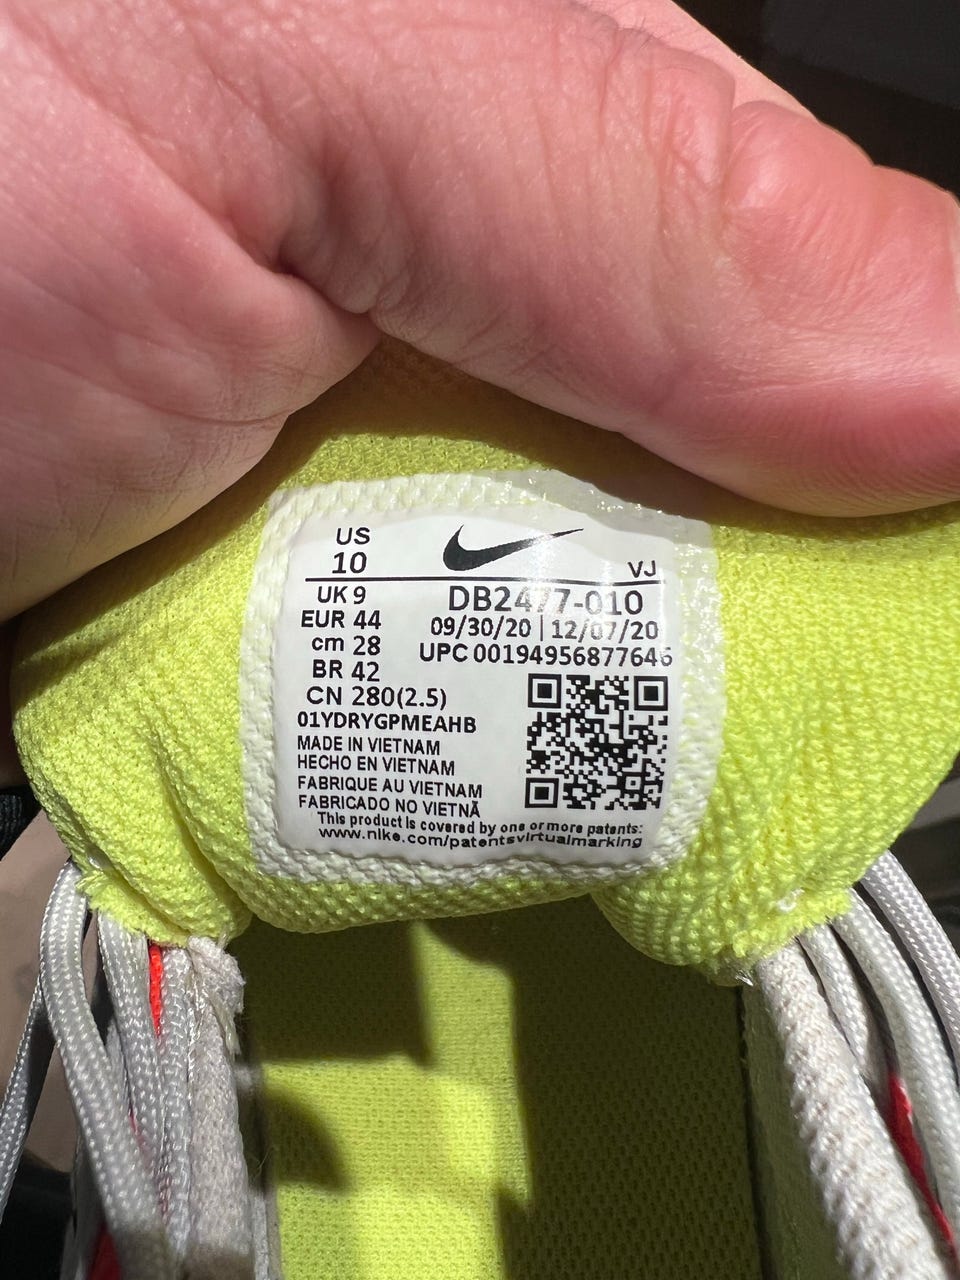 US
10
VJ
UK 9
EUR 44
cm 28
BR 42
CN 280(2.5)
DB2477-010
09/30/20 | 12/07/20
UPC 00194956877646
01YDRYGPMEAHB
MADE IN VIETNAM
HECHO EN VIETNAM
FABRIQUE AU VIETNAM
FABRICADO NO VIETNÃ
This product is covered by one or more patents:
www.nike.com/patentsvirtualmarking